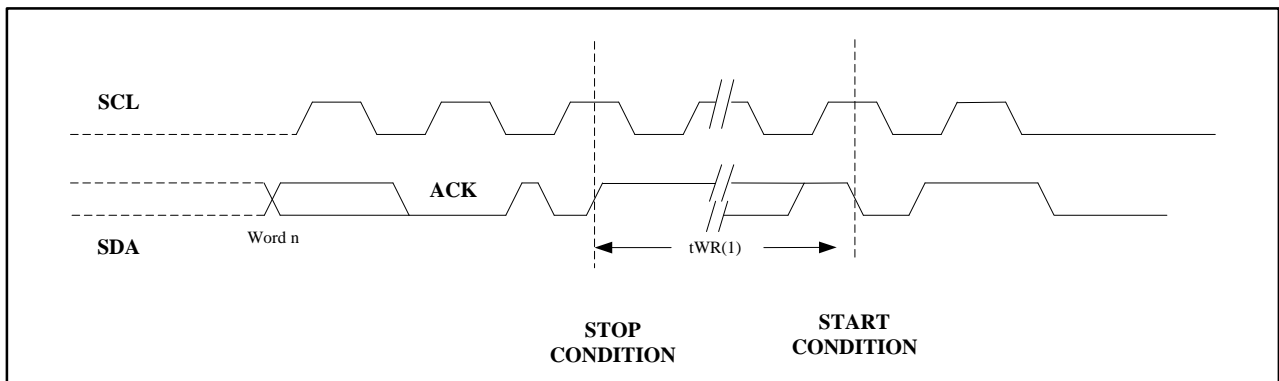 SCL
ACK
Word n
SDA
tWR(1)
STOP
CONDITION
START
CONDITION